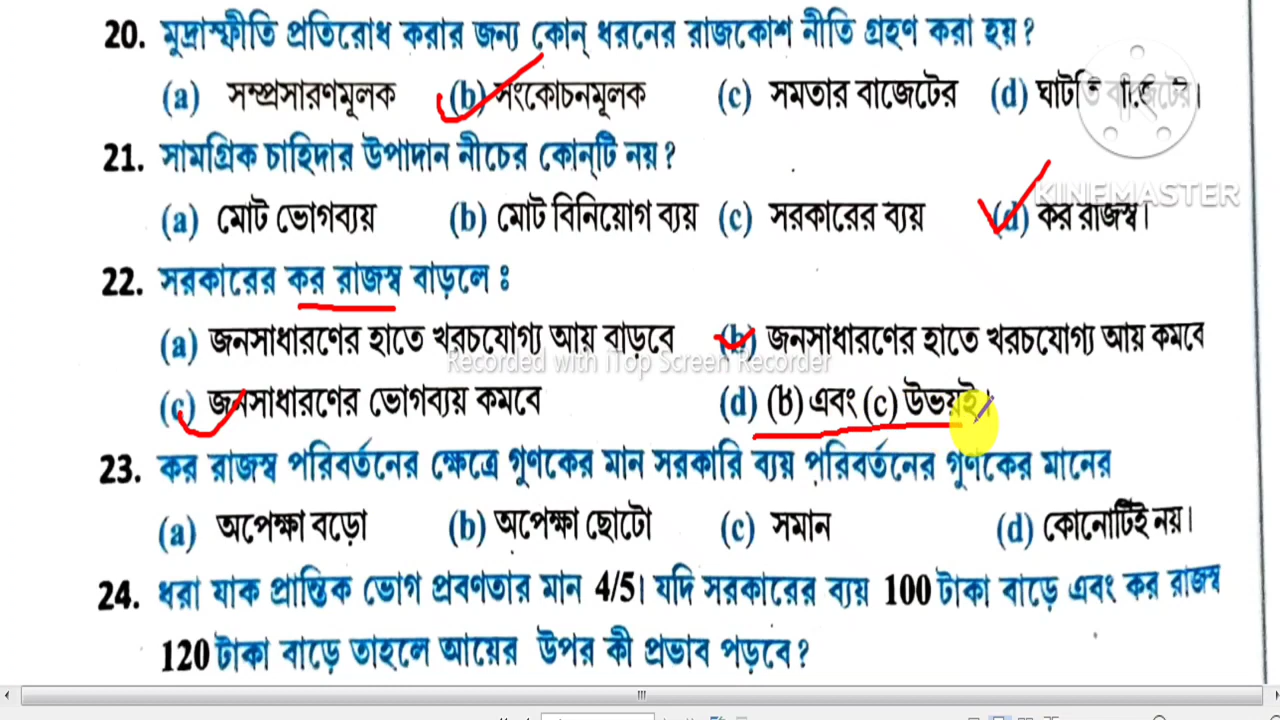 20. মুদ্রাস্ফীতি প্রতিরোধ করার জন্য কোন্ ধরনের রাজকোশ নীতি গ্রহণ করা হয়?
(a) সম্প্রসারণমূলক (b) সংকোচনমূলক (c) সমতার বাজেটের (d) ঘাটতি বাজেটের।
KINEMASTER
21. সামগ্রিক চাহিদার উপাদান নীচের কোন্‌টি নয়?
(a) মোট ভোগব্যয় (b) মোট বিনিয়োগ ব্যয় (c) সরকারের ব্যয় (d) কর রাজস্ব।
22. সরকারের কর রাজস্ব বাড়লে ঃ
(a) জনসাধারণের হাতে খরচযোগ্য আয় বাড়বে (b) জনসাধারণের হাতে খরচযোগ্য আয় কমবে
Recorded with iTop Screen Recorder
(c) জনসাধারণের ভোগব্যয় কমবে (d) (b) এবং (c) উভয়ই।
23. কর রাজস্ব পরিবর্তনের ক্ষেত্রে গুণকের মান সরকারি ব্যয় পরিবর্তনের গুণকের মানের
(a) অপেক্ষা বড়ো (b) অপেক্ষা ছোটো (c) সমান (d) কোনোটিই নয়।
24. ধরা যাক প্রান্তিক ভোগ প্রবণতার মান 4/5। যদি সরকারের ব্যয় 100 টাকা বাড়ে এবং কর রাজস্ব
120 টাকা বাড়ে তাহলে আয়ের উপর কী প্রভাব পড়বে?